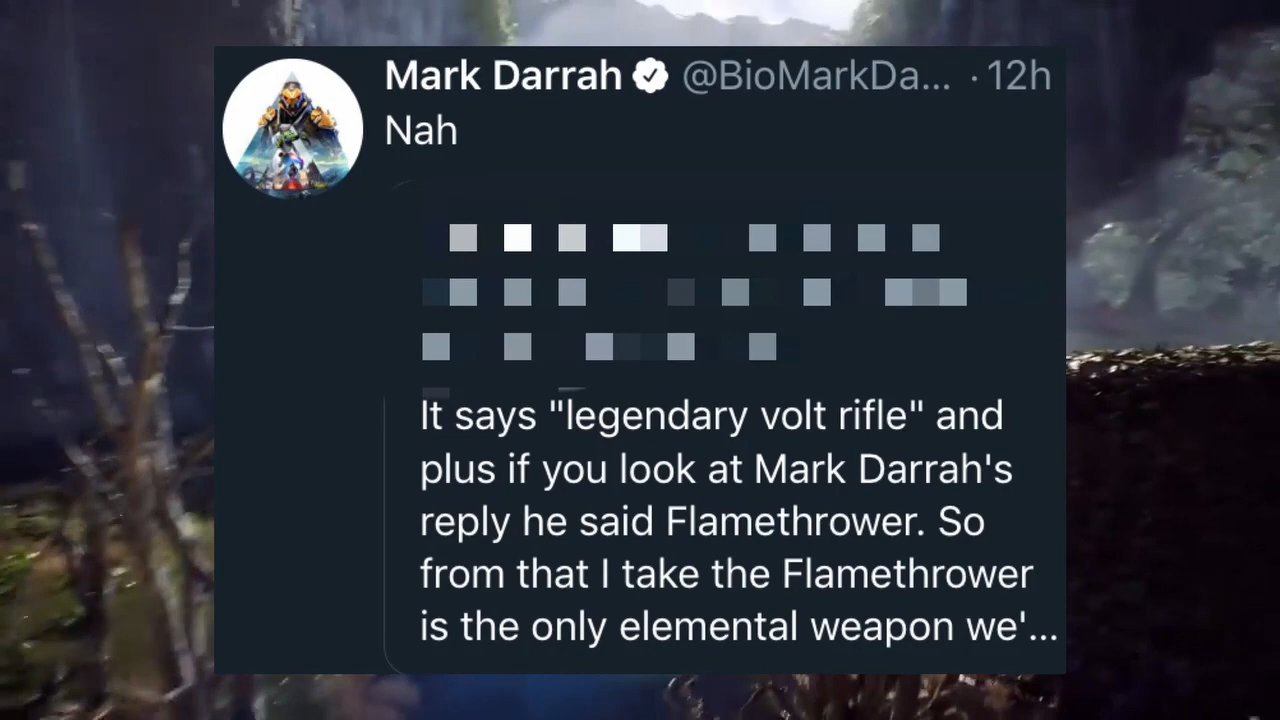 Mark Darrah @BioMarkDa... · 12h
Nah
It says "legendary volt rifle" and
plus if you look at Mark Darrah's
reply he said Flamethrower. So
from that I take the Flamethrower
is the only elemental weapon we'...